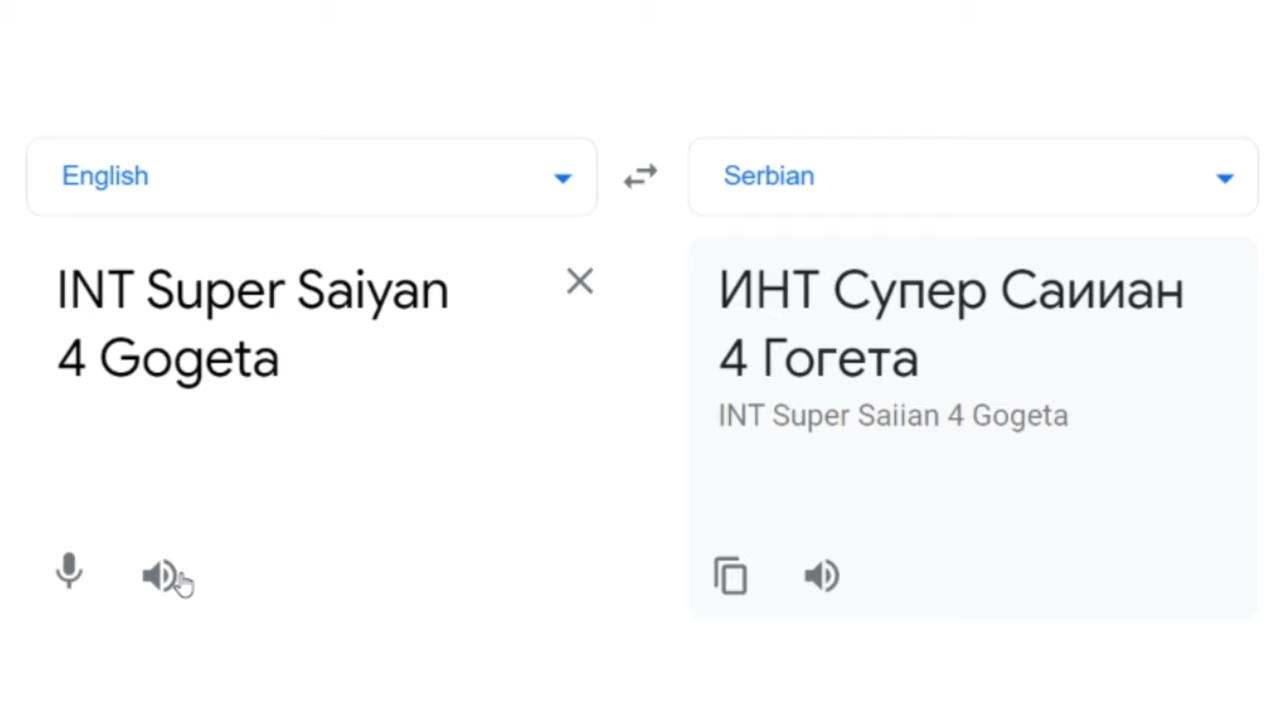 English
Serbian
INT Super Saiyan
4 Gogeta
ИНТ Супер Саииан
4 Гогета
INT Super Saiian 4 Gogeta